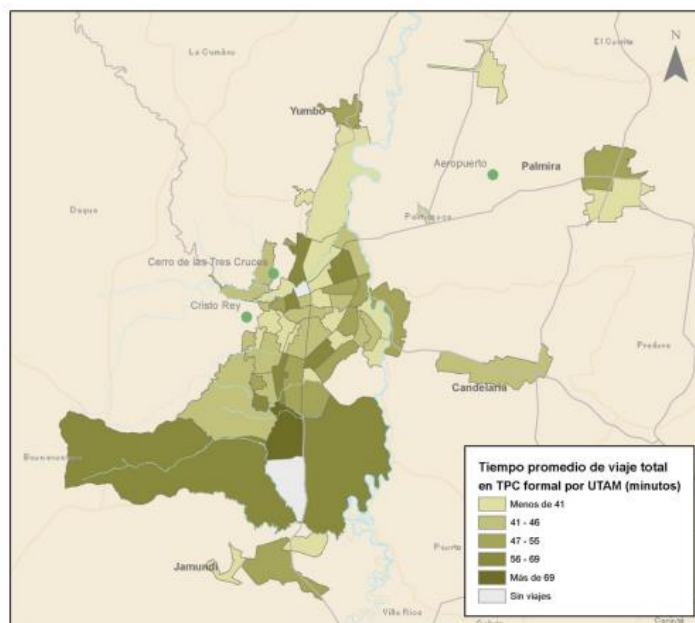 La Cumbre
El Cerrito
N
Yumbo
Aeropuerto
Palmira
Dagua
Palmaseca
Cerro de las Tres Cruces
Cristo Rey
Pradera
Candelaria
Buenaventura
Tiempo promedio de viaje total
en TPC formal por UTAM (minutos)
Menos de 41
41 - 46
47 - 55
56 - 69
Más de 69
Sin viajes
Puerto
Jamundí
Villa Rica